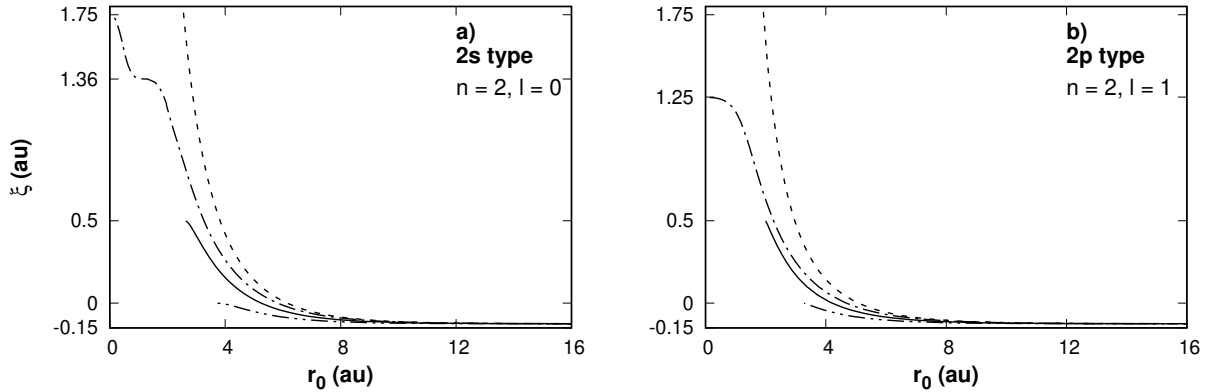 a)
2s type
n = 2, l = 0
1.75
1.36
0.5
0
-0.15
ξ (au)
0 4 8 12 16
r0 (au)
b)
2p type
n = 2, l = 1
1.75
1.25
0.5
0
-0.15
0 4 8 12 16
r0 (au)